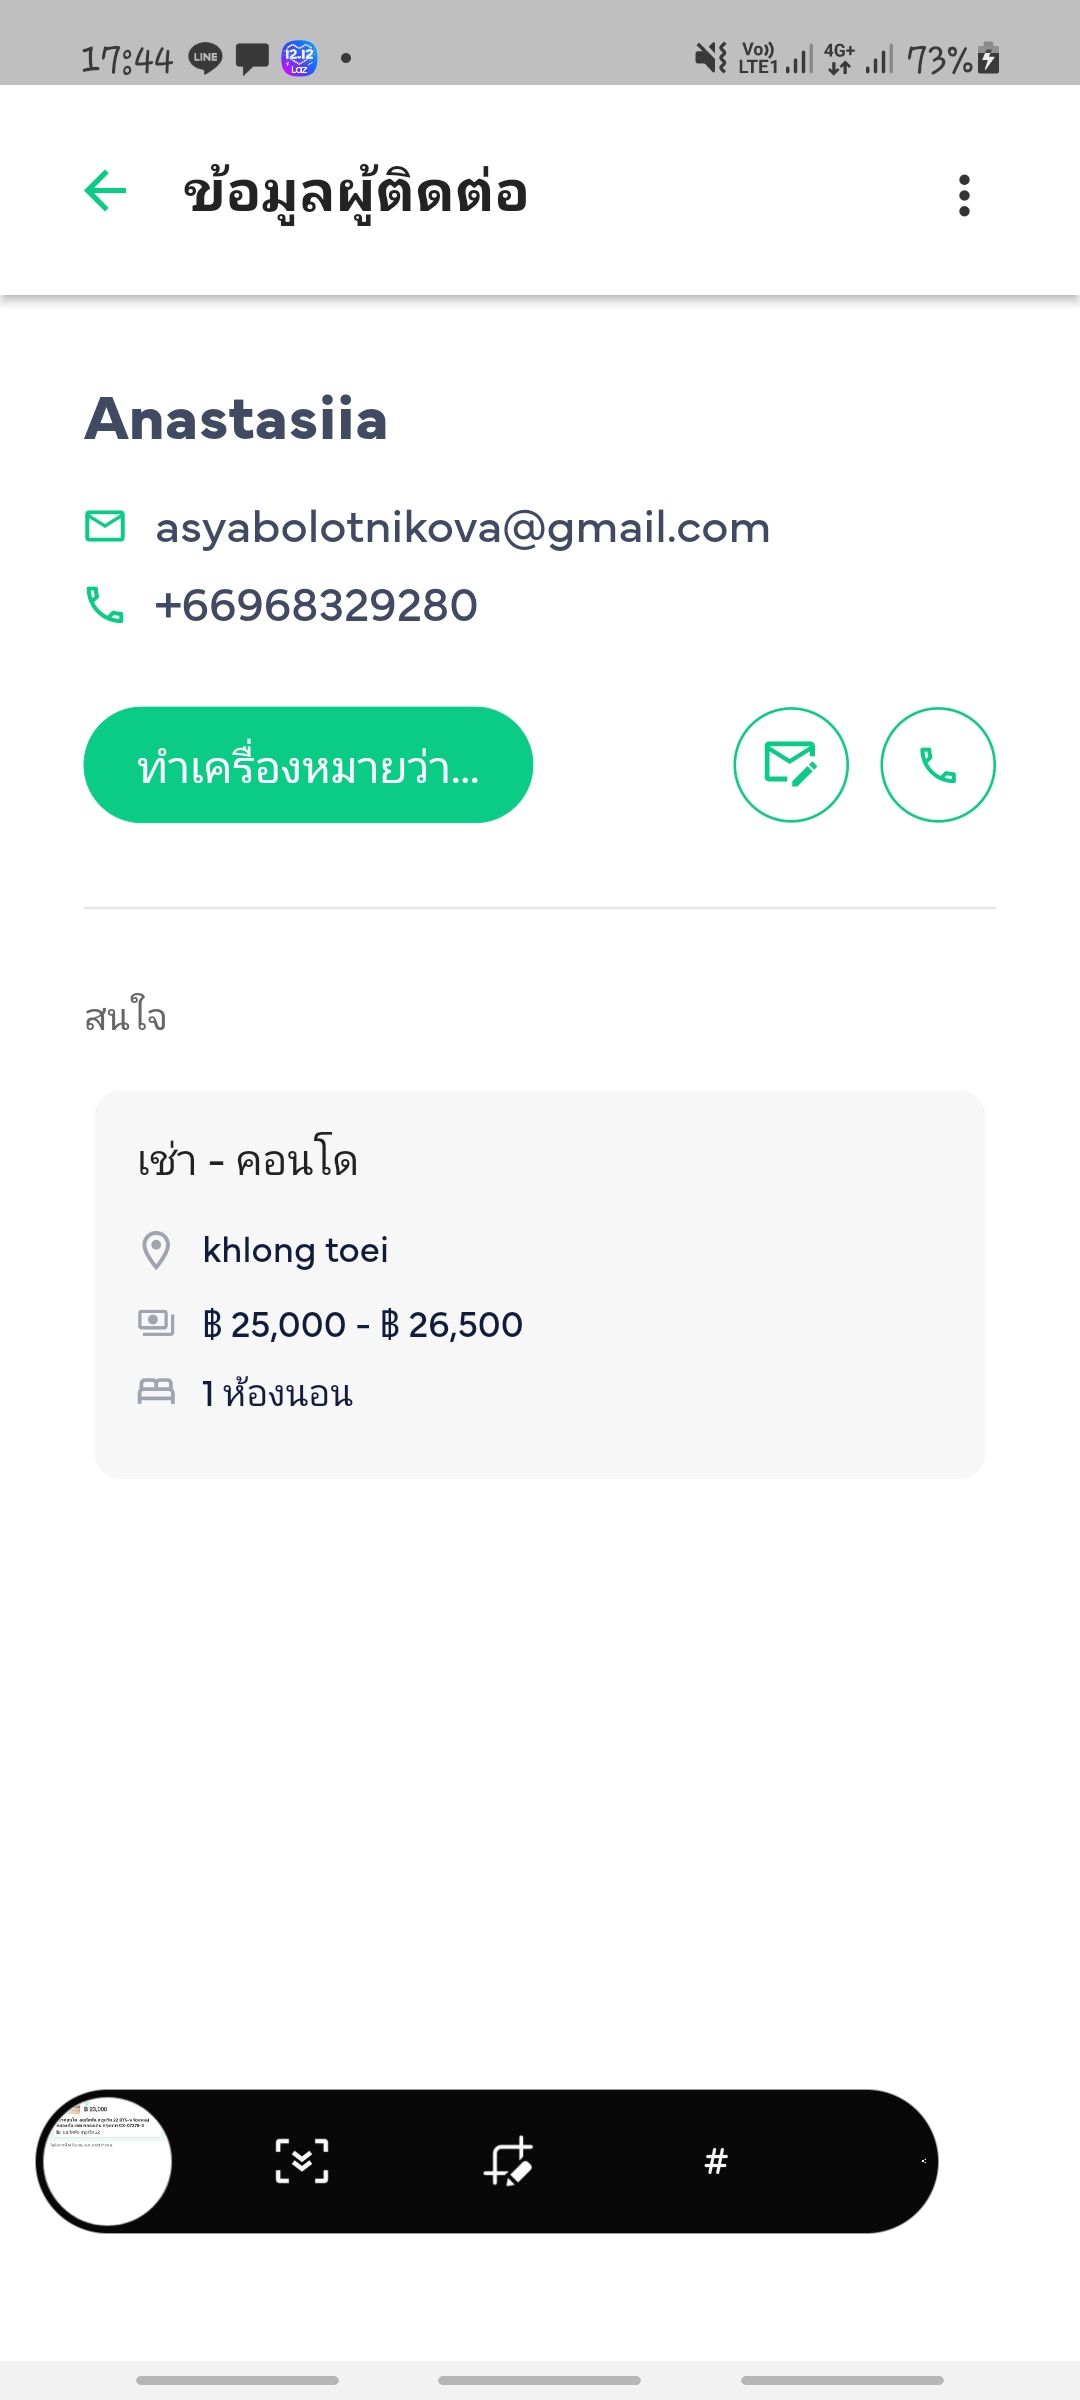 17:44
LINE
12.12
Laz
Vo))
LTE1
4G+
73%
ข้อมูลผู้ติดต่อ
Anastasiia
asyabolotnikova@gmail.com
+66968329280
ทำเครื่องหมายว่า...
สนใจ
เช่า - คอนโด
khlong toei
฿ 25,000 - ฿ 26,500
1 ห้องนอน
฿ 23,000
#